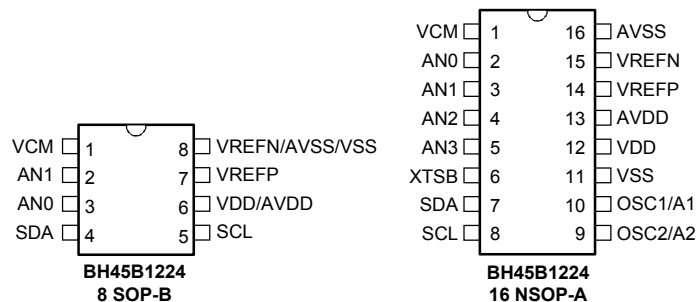 VCM 1 8 VREFN/AVSS/VSS
AN1 2 7 VREFP
AN0 3 6 VDD/AVDD
SDA 4 5 SCL
BH45B1224
8 SOP-B
VCM 1 16 AVSS
AN0 2 15 VREFN
AN1 3 14 VREFP
AN2 4 13 AVDD
AN3 5 12 VDD
XTSB 6 11 VSS
SDA 7 10 OSC1/A1
SCL 8 9 OSC2/A2
BH45B1224
16 NSOP-A